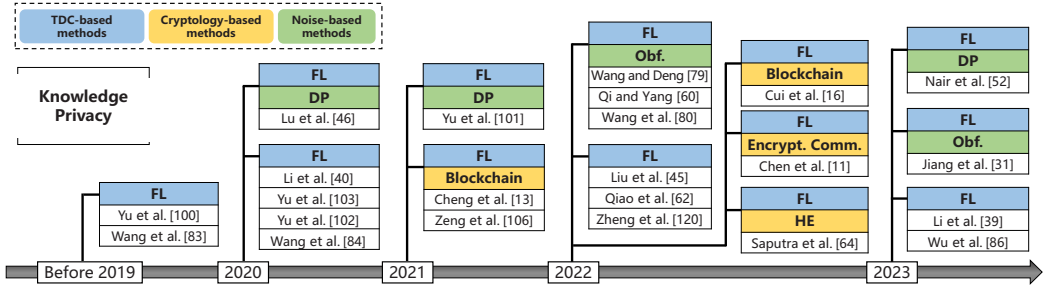 TDC-based
methods
Cryptology-based
methods
Noise-based
methods
Knowledge
Privacy
FL
Yu et al. [100]
Wang et al. [83]
FL
DP
Lu et al. [46]
FL
Li et al. [40]
Yu et al. [103]
Yu et al. [102]
Wang et al. [84]
FL
DP
Yu et al. [101]
FL
Blockchain
Cheng et al. [13]
Zeng et al. [106]
FL
Obf.
Wang and Deng [79]
Qi and Yang [60]
Wang et al. [80]
FL
Liu et al. [45]
Qiao et al. [62]
Zheng et al. [120]
FL
Blockchain
Cui et al. [16]
FL
Encrypt. Comm.
Chen et al. [11]
FL
HE
Saputra et al. [64]
FL
DP
Nair et al. [52]
FL
Obf.
Jiang et al. [31]
FL
Li et al. [39]
Wu et al. [86]
Before 2019
2020
2021
2022
2023